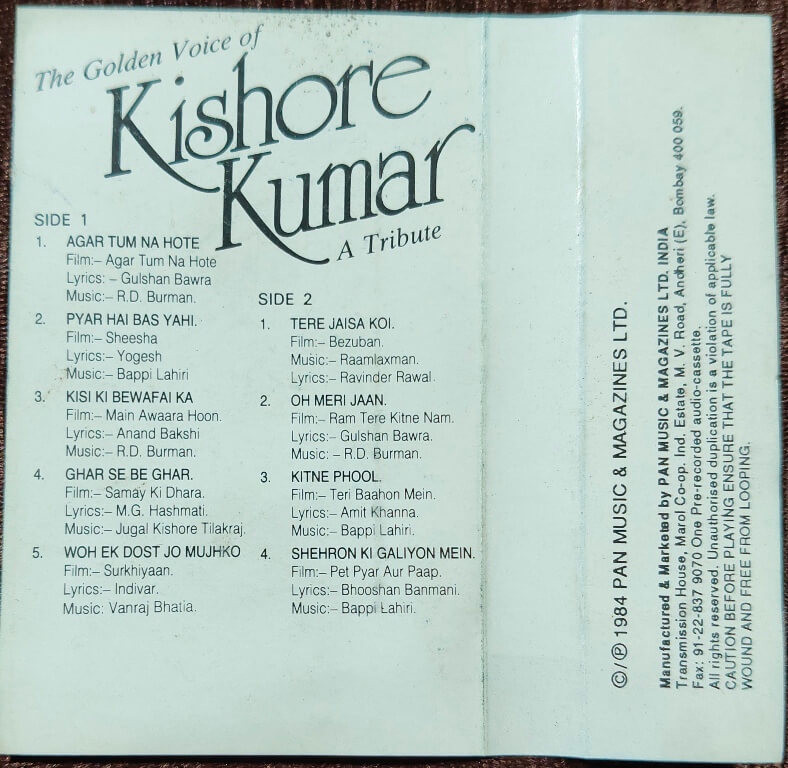 The Golden Voice of
Kishore
Kumar
A Tribute
SIDE 1
1. AGAR TUM NA HOTE
Film:– Agar Tum Na Hote
Lyrics: – Gulshan Bawra
Music:– R.D. Burman.
2. PYAR HAI BAS YAHI.
Film:– Sheesha
Lyrics:– Yogesh
Music:– Bappi Lahiri
3. KISI KI BEWAFAI KA
Film:– Main Awaara Hoon.
Lyrics:– Anand Bakshi
Music:– R.D. Burman.
4. GHAR SE BE GHAR.
Film:– Samay Ki Dhara.
Lyrics:– M.G. Hashmati.
Music:– Jugal Kishore Tilakraj.
5. WOH EK DOST JO MUJHKO
Film:– Surkhiyaan.
Lyrics:– Indivar.
Music: Vanraj Bhatia.
SIDE 2
1. TERE JAISA KOI.
Film:– Bezuban.
Music:– Raamlaxman.
Lyrics:– Ravinder Rawal.
2. OH MERI JAAN.
Film:– Ram Tere Kitne Nam.
Lyrics:– Gulshan Bawra.
Music: – R.D. Burman.
3. KITNE PHOOL.
Film:– Teri Baahon Mein.
Lyrics:– Amit Khanna.
Music:– Bappi Lahiri.
4. SHEHRON KI GALIYON MEIN.
Film:– Pet Pyar Aur Paap.
Lyrics:– Bhooshan Banmani.
Music:– Bappi Lahiri.
©/℗ 1984 PAN MUSIC & MAGAZINES LTD.
Manufactured & Marketed by PAN MUSIC & MAGAZINES LTD. INDIA
Transmission House, Marol Co-op. Ind. Estate, M. V. Road, Andheri (E), Bombay 400 059.
Fax: 91-22-837 9070 One Pre-recorded audio-cassette.
All rights reserved. Unauthorised duplication is a violation of applicable law.
CAUTION BEFORE PLAYING ENSURE THAT THE TAPE IS FULLY
WOUND AND FREE FROM LOOPING.